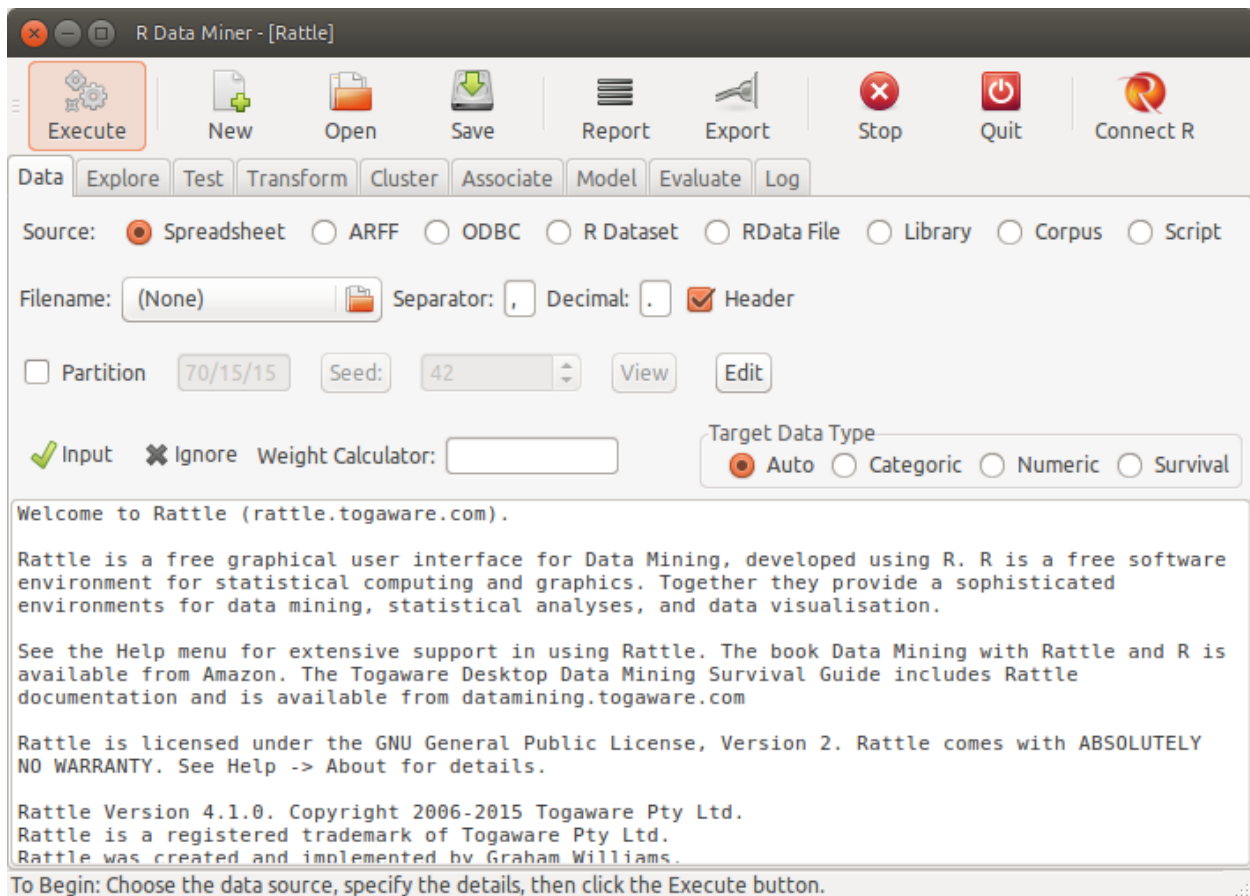 R Data Miner - [Rattle]
Execute New Open Save Report Export Stop Quit Connect R
Data Explore Test Transform Cluster Associate Model Evaluate Log
Source: Spreadsheet ARFF ODBC R Dataset RData File Library Corpus Script
Filename: (None) Separator: , Decimal: . Header
Partition 70/15/15 Seed: 42 View Edit
Target Data Type
Input Ignore Weight Calculator: Auto Categoric Numeric Survival
Welcome to Rattle (rattle.togaware.com).
Rattle is a free graphical user interface for Data Mining, developed using R. R is a free software
environment for statistical computing and graphics. Together they provide a sophisticated
environments for data mining, statistical analyses, and data visualisation.
See the Help menu for extensive support in using Rattle. The book Data Mining with Rattle and R is
available from Amazon. The Togaware Desktop Data Mining Survival Guide includes Rattle
documentation and is available from datamining.togaware.com
Rattle is licensed under the GNU General Public License, Version 2. Rattle comes with ABSOLUTELY
NO WARRANTY. See Help -> About for details.
Rattle Version 4.1.0. Copyright 2006-2015 Togaware Pty Ltd.
Rattle is a registered trademark of Togaware Pty Ltd.
Rattle was created and implemented by Graham Williams.
To Begin: Choose the data source, specify the details, then click the Execute button.